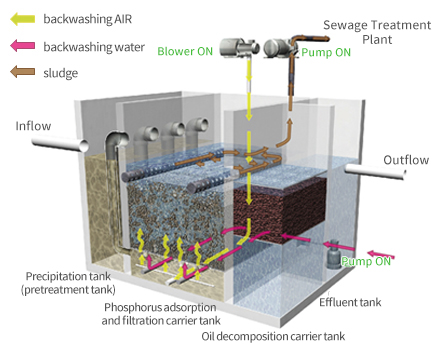 backwashing AIR
backwashing water
sludge
Blower ON
Sewage Treatment
Plant
Pump ON
Inflow
Outflow
Pump ON
Precipitation tank
(pretreatment tank)
Phosphorus adsorption
and filtration carrier tank
Effluent tank
Oil decomposition carrier tank